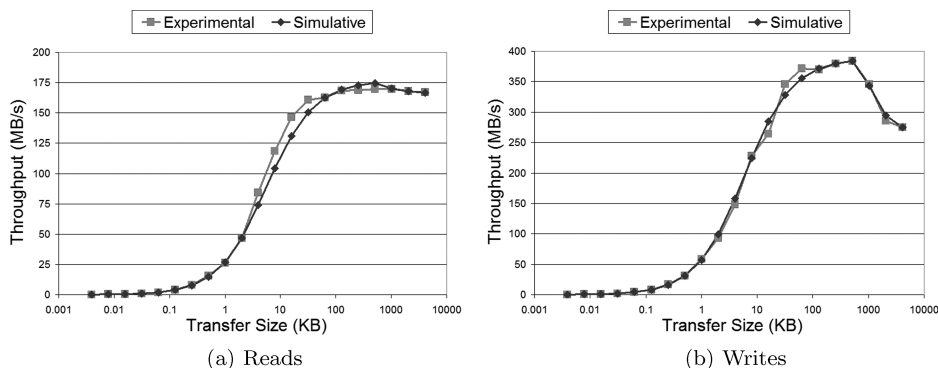 Experimental Simulative
Throughput (MB/s)
200
175
150
125
100
75
50
25
0
0.001 0.01 0.1 1 10 100 1000 10000
Transfer Size (KB)
(a) Reads
Experimental Simulative
Throughput (MB/s)
400
350
300
250
200
150
100
50
0
0.001 0.01 0.1 1 10 100 1000 10000
Transfer Size (KB)
(b) Writes